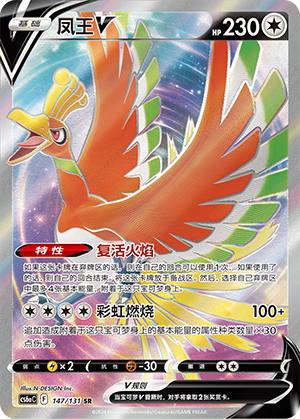 基础 凤王V HP 230
特性 复活火焰
如果这张卡牌在弃牌区的话，则在自己的回合可以使用1次。如果使用了
的话，则自己的回合结束。将这张卡牌放于备战区。然后，选择自己弃牌区
中最多4张基本能量，附着于这只宝可梦身上。
彩虹燃烧 100+
追加造成附着于这只宝可梦身上的基本能量的属性种类数量×30
点伤害。
弱点 ×2 抵抗力 -30 撤退
Illus.N-DESIGN Inc.
CS6aC F 147/131 SR
V规则
当宝可梦V昏厥时，对手将拿取2张奖赏卡。